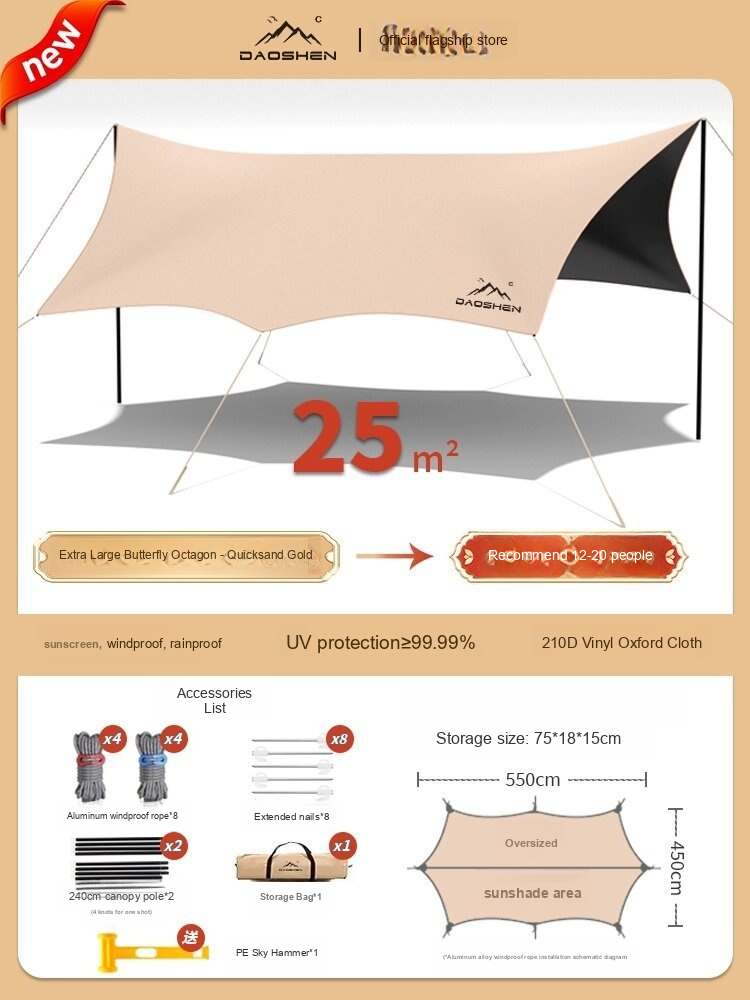 new
DAOSHEN
Official flagship store
DAOSHEN
25 m²
Extra Large Butterfly Octagon - Quicksand Gold
Recommend 12-20 people
sunscreen, windproof, rainproof
UV protection≥99.99%
210D Vinyl Oxford Cloth
Accessories
List
x4
x4
x8
Aluminum windproof rope*8
Extended nails*8
x2
x1
DAOSHEN
240cm canopy pole*2
(4 knots for one shot)
Storage Bag*1
送
PE Sky Hammer*1
Storage size: 75*18*15cm
550cm
450cm
Oversized
sunshade area
(*Aluminum alloy windproof rope installation schematic diagram